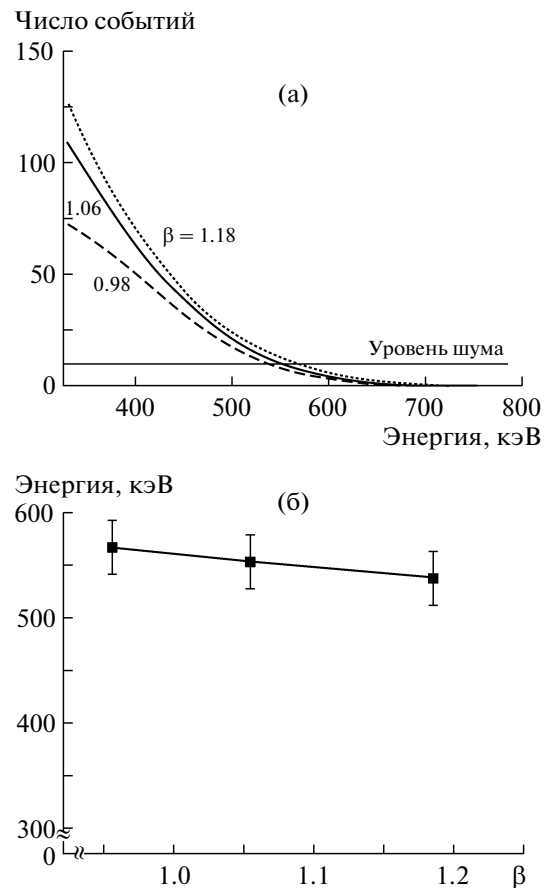 Число событий
150
(а)
100
1.06
β = 1.18
50
0.98
Уровень шума
0
400 500 600 700 800
Энергия, кэВ
Энергия, кэВ
(б)
600
500
400
300
0
1.0 1.1 1.2 β